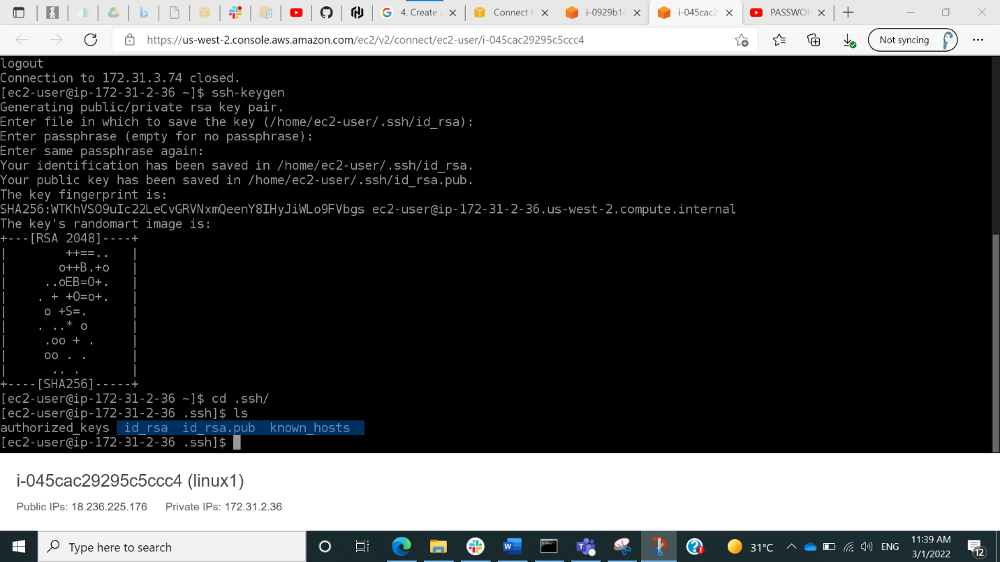 4. Create
Connect t
i-0929b1c
i-045cac2
PASSWOR
https://us-west-2.console.aws.amazon.com/ec2/v2/connect/ec2-user/i-045cac29295c5ccc4
Not syncing
logout
Connection to 172.31.3.74 closed.
[ec2-user@ip-172-31-2-36 ~]$ ssh-keygen
Generating public/private rsa key pair.
Enter file in which to save the key (/home/ec2-user/.ssh/id_rsa):
Enter passphrase (empty for no passphrase):
Enter same passphrase again:
Your identification has been saved in /home/ec2-user/.ssh/id_rsa.
Your public key has been saved in /home/ec2-user/.ssh/id_rsa.pub.
The key fingerprint is:
SHA256:WTKhVSO9uIc22LeCvGRVNxmQeenY8IHyJiWLo9FVbgs ec2-user@ip-172-31-2-36.us-west-2.compute.internal
The key's randomart image is:
+---[RSA 2048]----+
|        ++==..   |
|       o++B.+o   |
|     ..oEB=O+.   |
|    . + +O=o+.   |
|     o +S=.      |
|    . ..* o      |
|     .oo + .     |
|     oo . .      |
|      .. .       |
+----[SHA256]-----+
[ec2-user@ip-172-31-2-36 ~]$ cd .ssh/
[ec2-user@ip-172-31-2-36 .ssh]$ ls
authorized_keys  id_rsa  id_rsa.pub  known_hosts
[ec2-user@ip-172-31-2-36 .ssh]$
i-045cac29295c5ccc4 (linux1)
Public IPs: 18.236.225.176 Private IPs: 172.31.2.36
Type here to search
31°C
ENG
11:39 AM
3/1/2022
12